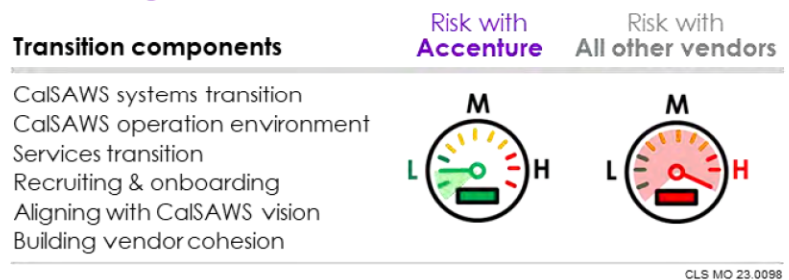 Risk with Risk with
Transition components Accenture All other vendors
CalSAWS systems transition
CalSAWS operation environment
Services transition
Recruiting & onboarding
Aligning with CalSAWS vision
Building vendor cohesion
M M
L H L H
CLS MO 23.0098